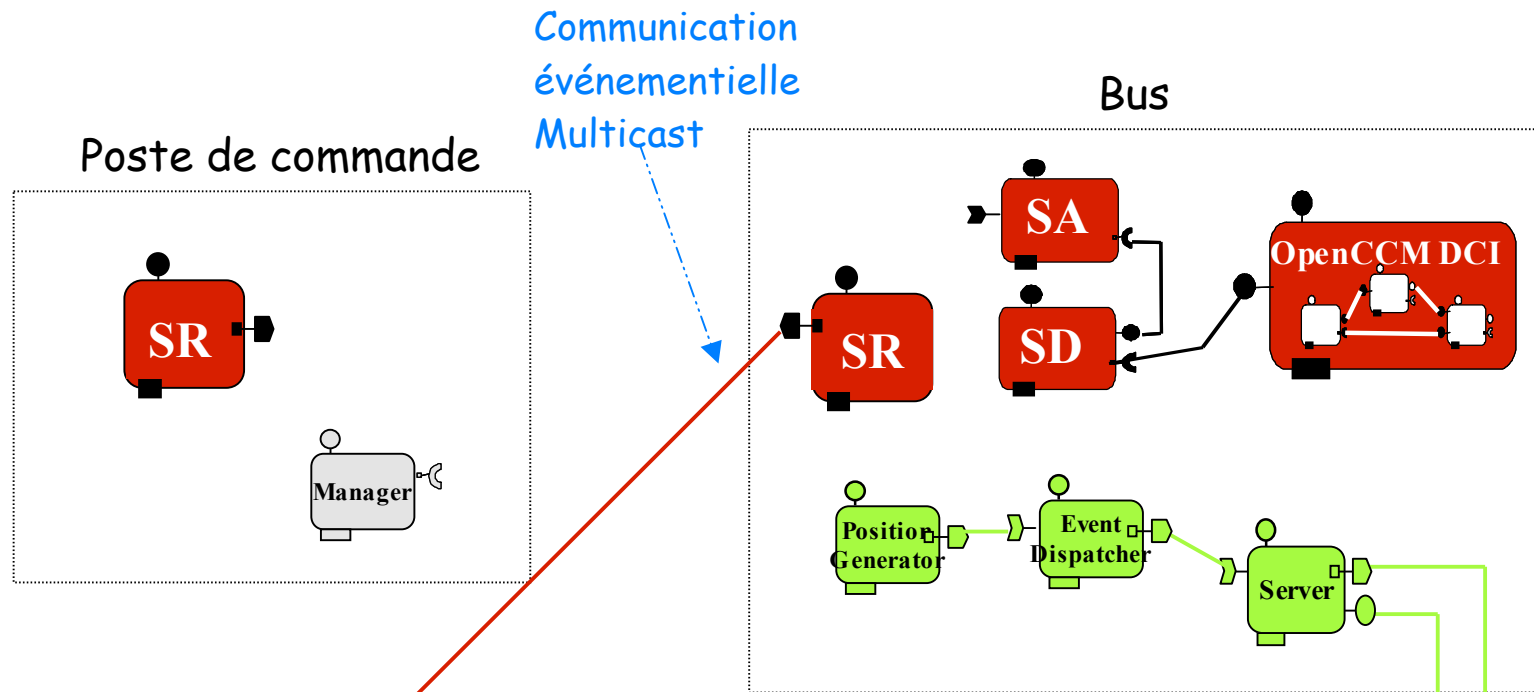 Communication
événementielle
Multicast
Bus
Poste de commande
SA
OpenCCM DCI
SR
SR
SD
Manager
Position
Generator
Event
Dispatcher
Server